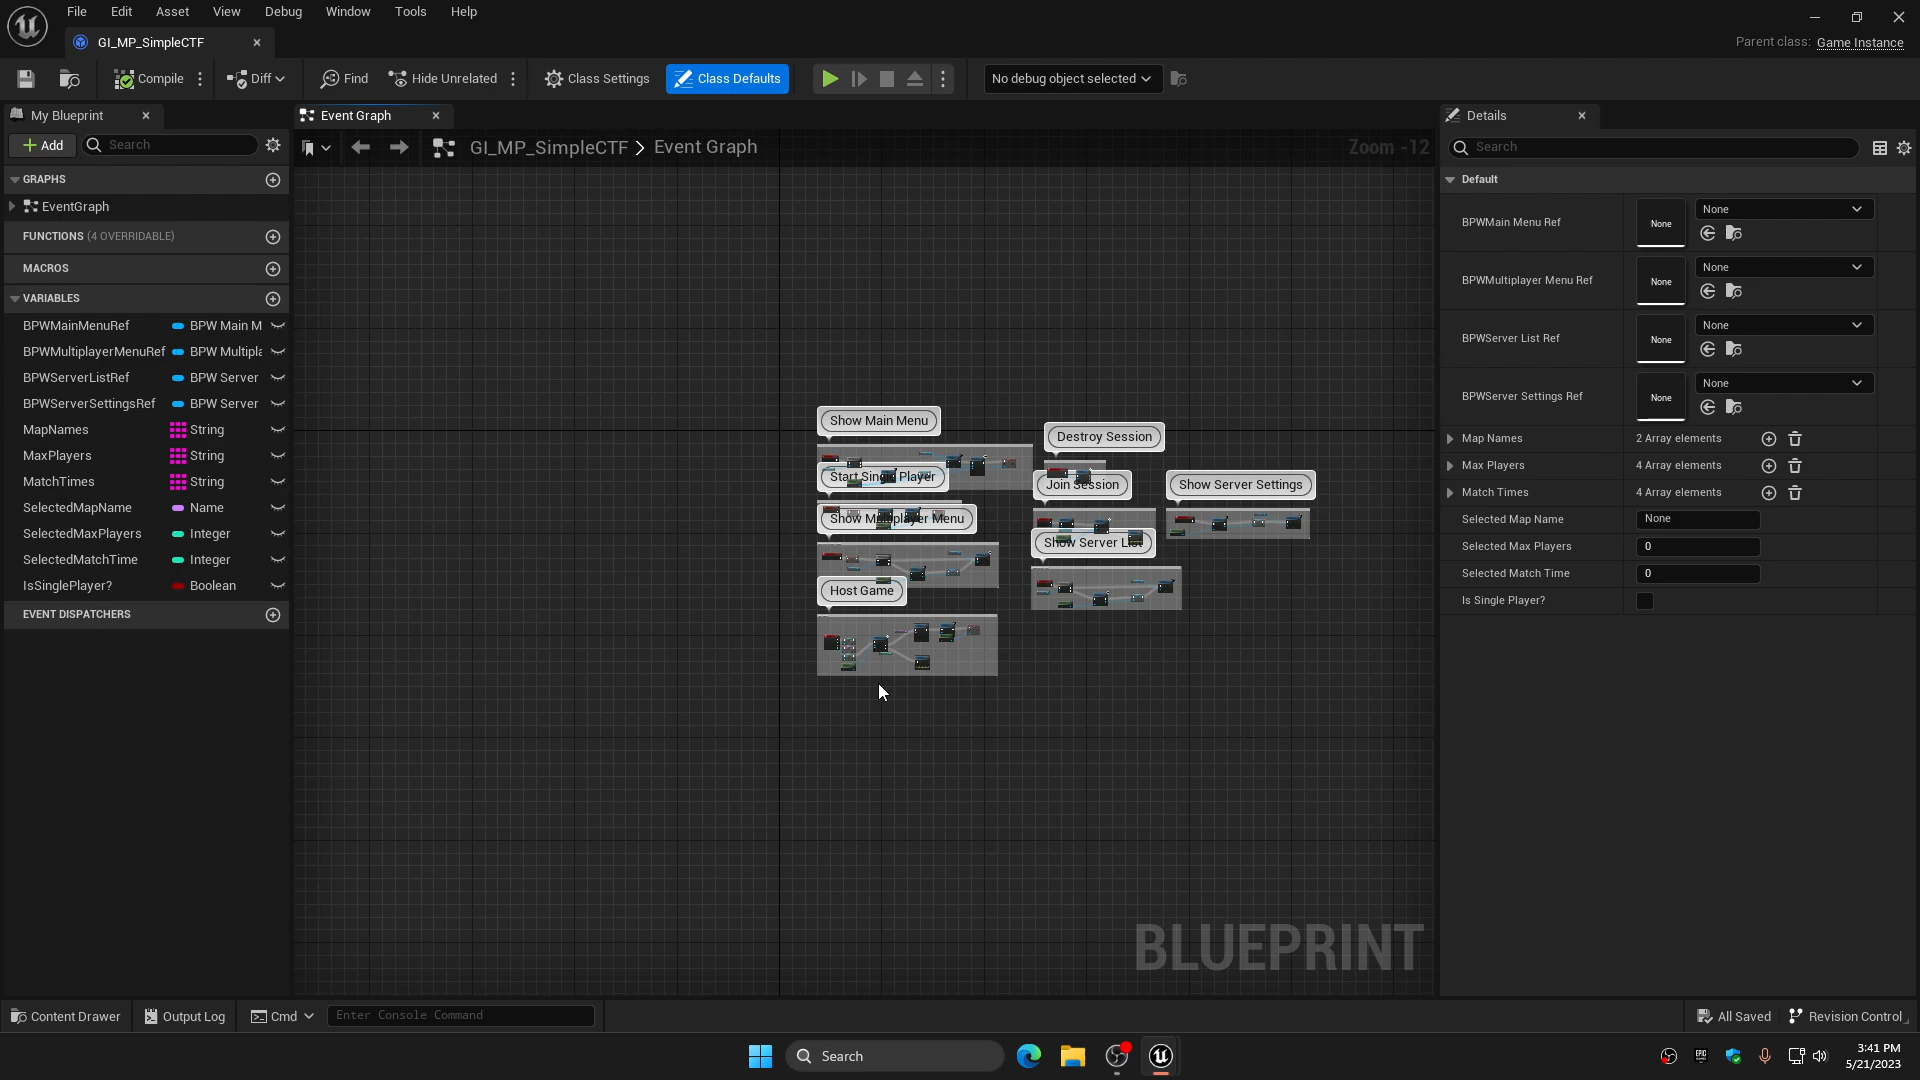 File Edit Asset View Debug Window Tools Help
GI_MP_SimpleCTF
Parent class: Game Instance
Compile Diff Find Hide Unrelated Class Settings Class Defaults No debug object selected
My Blueprint
Event Graph
Details
Add Search
GI_MP_SimpleCTF > Event Graph
Zoom -12
Search
GRAPHS
EventGraph
FUNCTIONS (4 OVERRIDABLE)
MACROS
VARIABLES
BPWMainMenuRef BPW Main M
BPWMultiplayerMenuRef BPW Multipla
BPWServerListRef BPW Server
BPWServerSettingsRef BPW Server
MapNames String
MaxPlayers String
MatchTimes String
SelectedMapName Name
SelectedMaxPlayers Integer
SelectedMatchTime Integer
IsSinglePlayer? Boolean
EVENT DISPATCHERS
Show Main Menu
Destroy Session
Start Single Player
Join Session
Show Server Settings
Show Multiplayer Menu
Show Server List
Host Game
BLUEPRINT
Default
BPWMain Menu Ref None None
BPWMultiplayer Menu Ref None None
BPWServer List Ref None None
BPWServer Settings Ref None None
Map Names 2 Array elements
Max Players 4 Array elements
Match Times 4 Array elements
Selected Map Name None
Selected Max Players 0
Selected Match Time 0
Is Single Player?
Content Drawer Output Log Cmd Enter Console Command All Saved Revision Control
Search
3:41 PM
5/21/2023